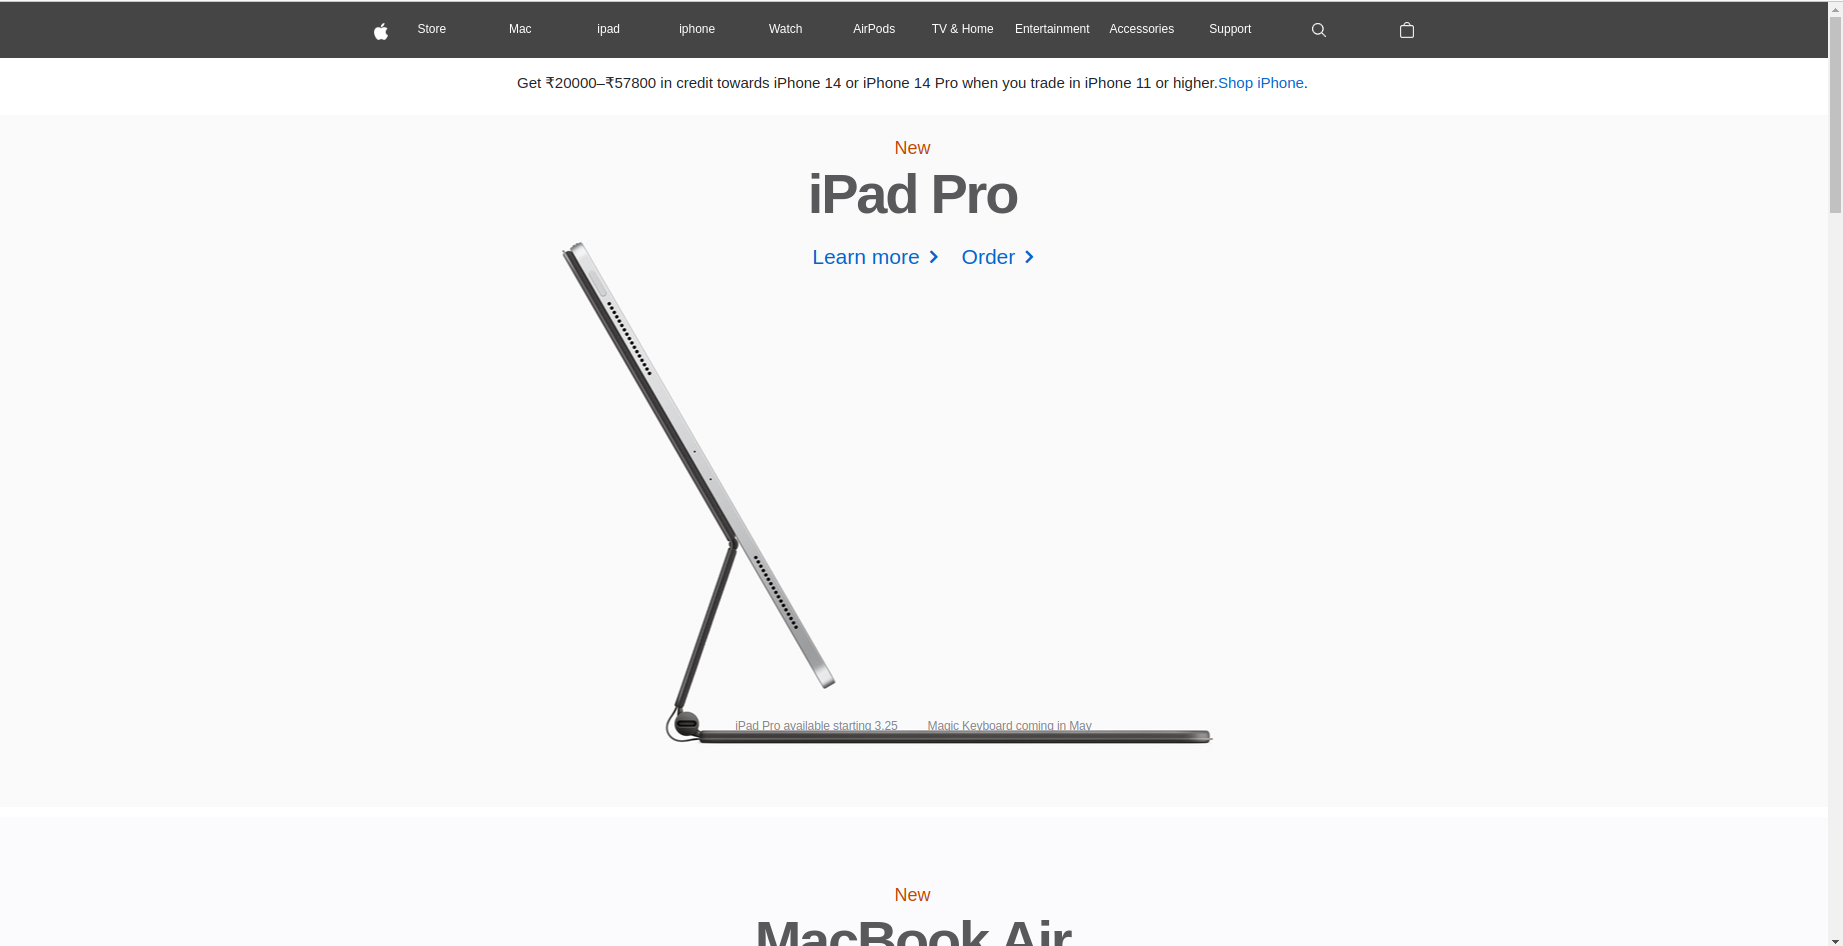 Store Mac ipad iphone Watch AirPods TV & Home Entertainment Accessories Support
Get ₹20000–₹57800 in credit towards iPhone 14 or iPhone 14 Pro when you trade in iPhone 11 or higher.Shop iPhone.
New
iPad Pro
Learn more Order
iPad Pro available starting 3.25 Magic Keyboard coming in May
New
MacBook Air